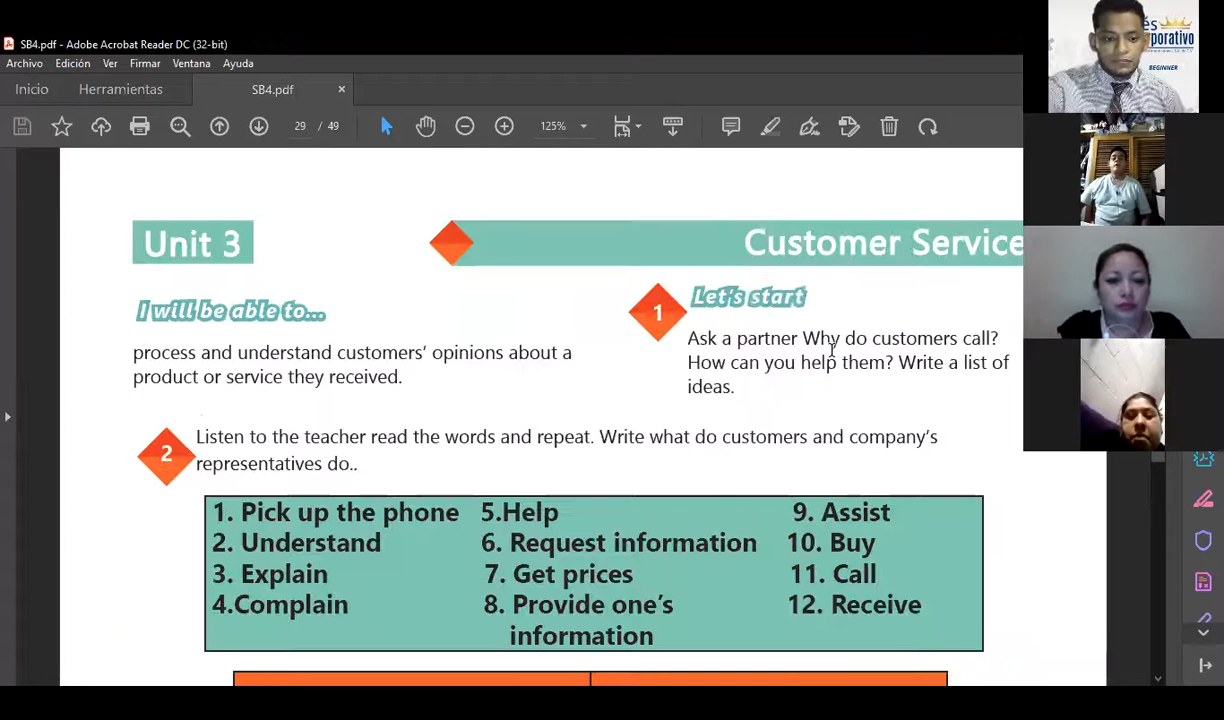 SB4.pdf - Adobe Acrobat Reader DC (32-bit)
Archivo Edición Ver Firmar Ventana Ayuda
Inicio Herramientas SB4.pdf ×
29 / 49 125%
és
porativo
BEGINNER
Unit 3
Customer Service
I will be able to...
process and understand customers' opinions about a
product or service they received.
1
Let's start
Ask a partner Why do customers call?
How can you help them? Write a list of
ideas.
2
Listen to the teacher read the words and repeat. Write what do customers and company's
representatives do..
1. Pick up the phone 5.Help 9. Assist
2. Understand 6. Request information 10. Buy
3. Explain 7. Get prices 11. Call
4.Complain 8. Provide one's 12. Receive
information